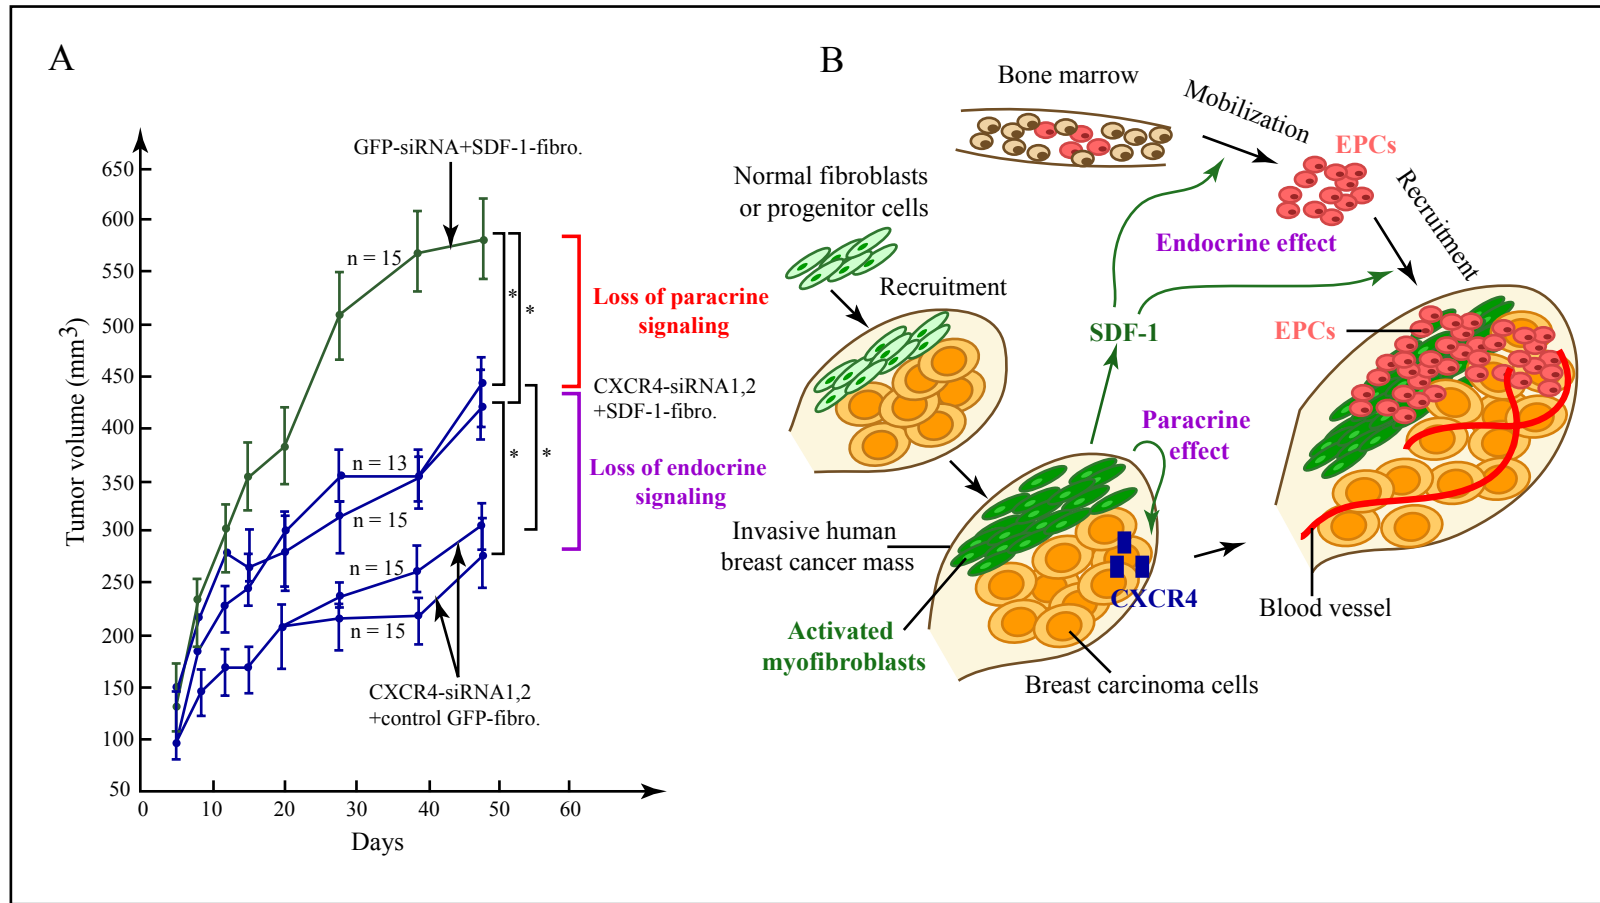 A
GFP-siRNA+SDF-1-fibro.
650
600
550
500
450
400
350
300
250
200
150
100
50
Tumor volume (mm3)
0
10
20
30
40
50
60
Days
n = 15
n = 13
n = 15
n = 15
n = 15
*
*
*
*
Loss of paracrine
signaling
CXCR4-siRNA1,2
+SDF-1-fibro.
Loss of endocrine
signaling
CXCR4-siRNA1,2
+control GFP-fibro.
B
Bone marrow
Mobilization
EPCs
Recruitment
Normal fibroblasts
or progenitor cells
Endocrine effect
Recruitment
SDF-1
EPCs
Paracrine
effect
Invasive human
breast cancer mass
CXCR4
Blood vessel
Activated
myofibroblasts
Breast carcinoma cells